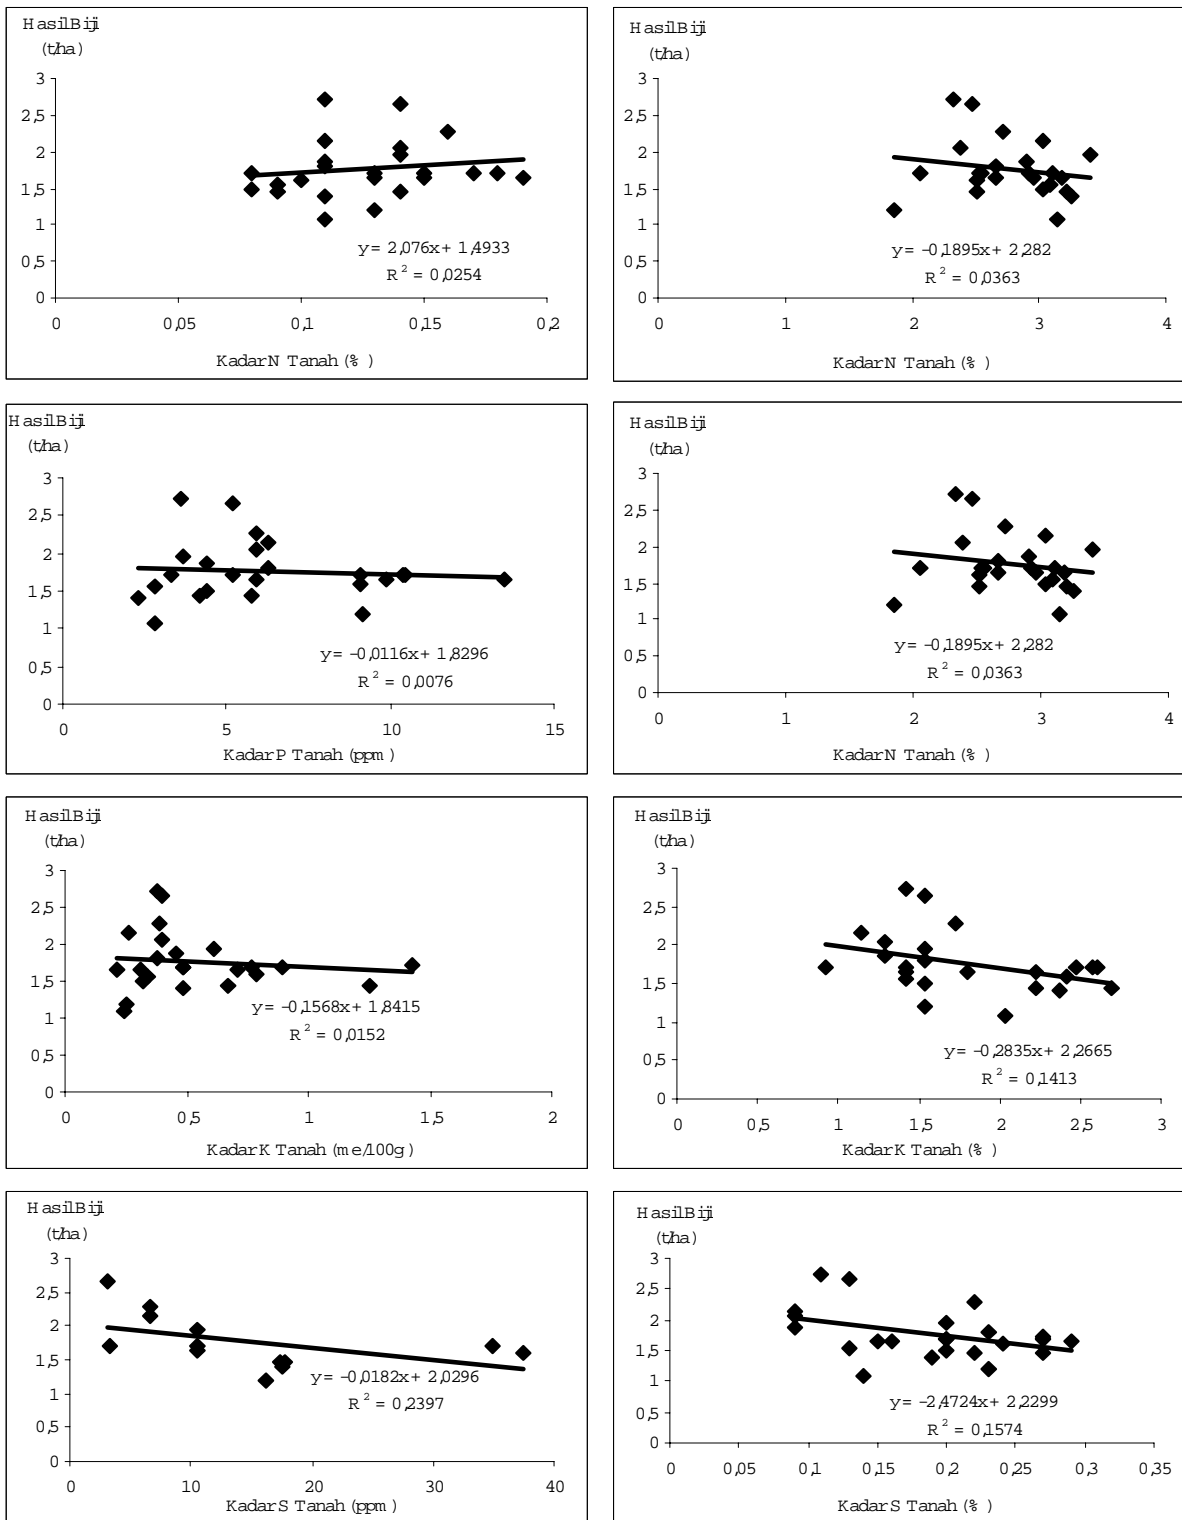 Hasil Biji
(t/ha)
3
2,5
2
1,5
1
0,5
0
0 0,05 0,1 0,15 0,2
y = 2,076x + 1,4933
R² = 0,0254
Kadar N Tanah (%)
Hasil Biji
(t/ha)
3
2,5
2
1,5
1
0,5
0
0 1 2 3 4
y = -0,1895x + 2,282
R² = 0,0363
Kadar N Tanah (%)
Hasil Biji
(t/ha)
3
2,5
2
1,5
1
0,5
0
0 5 10 15
y = -0,0116x + 1,8296
R² = 0,0076
Kadar P Tanah (ppm)
Hasil Biji
(t/ha)
3
2,5
2
1,5
1
0,5
0
0 1 2 3 4
y = -0,1895x + 2,282
R² = 0,0363
Kadar N Tanah (%)
Hasil Biji
(t/ha)
3
2,5
2
1,5
1
0,5
0
0 0,5 1 1,5 2
y = -0,1568x + 1,8415
R² = 0,0152
Kadar K Tanah (me/100g)
Hasil Biji
(t/ha)
3
2,5
2
1,5
1
0,5
0
0 0,5 1 1,5 2 2,5 3
y = -0,2835x + 2,2665
R² = 0,1413
Kadar K Tanah (%)
Hasil Biji
(t/ha)
3
2,5
2
1,5
1
0,5
0
0 10 20 30 40
y = -0,0182x + 2,0296
R² = 0,2397
Kadar S Tanah (ppm)
Hasil Biji
(t/ha)
3
2,5
2
1,5
1
0,5
0
0 0,05 0,1 0,15 0,2 0,25 0,3 0,35
y = -2,4724x + 2,2299
R² = 0,1574
Kadar S Tanah (%)